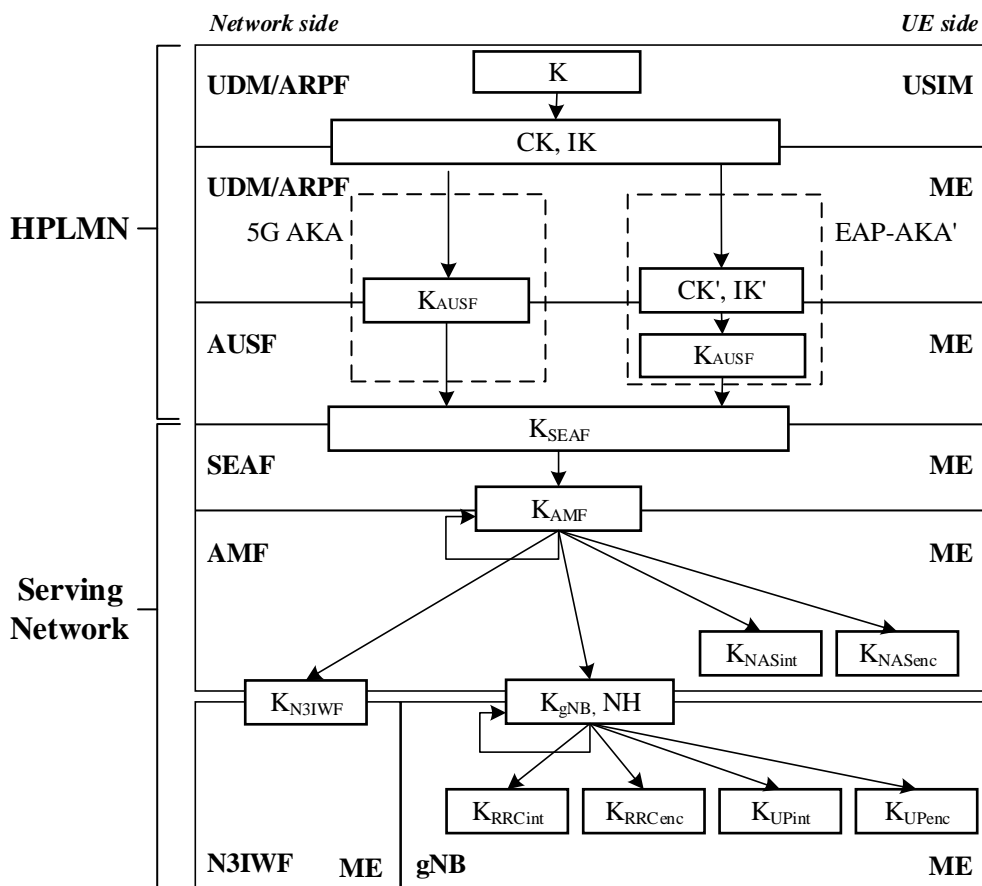 Network side UE side
K
UDM/ARPF USIM
CK, IK
UDM/ARPF ME
HPLMN
5G AKA EAP-AKA'
CK', IK'
KAUSF
AUSF ME
KAUSF
KSEAF
SEAF ME
KAMF
AMF ME
Serving
Network
KNASint KNASenc
KN3IWF KgNB, NH
KRRCint KRRCenc KUPint KUPenc
N3IWF ME gNB ME